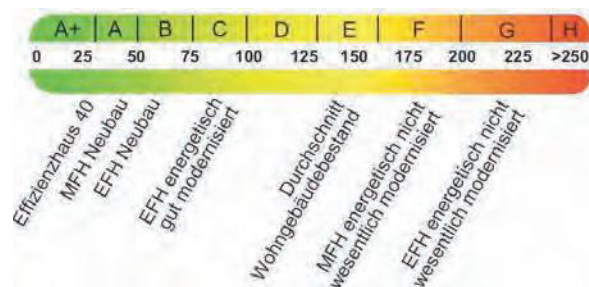 A+ A B C D E F G H
0 25 50 75 100 125 150 175 200 225 >250
Effizienzhaus 40
MFH Neubau
EFH Neubau
EFH energetisch
gut modernisiert
Durchschnitt
Wohngebäudebestand
MFH energetisch nicht
wesentlich modernisiert
EFH energetisch nicht
wesentlich modernisiert